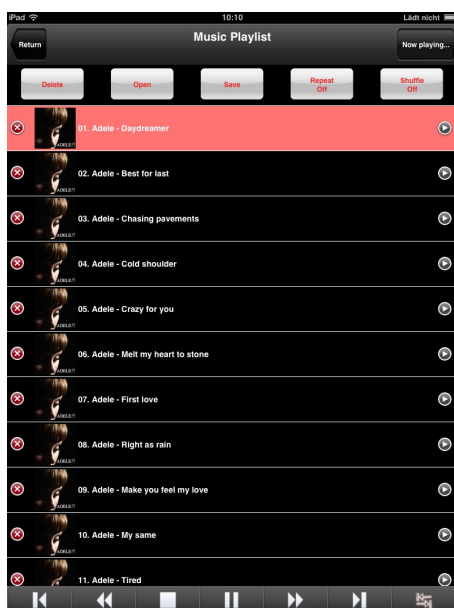 iPad 10:10 Lädt nicht
Return Music Playlist Now playing...
Delete Open Save Repeat Shuffle
Off Off
01. Adele - Daydreamer
02. Adele - Best for last
03. Adele - Chasing pavements
04. Adele - Cold shoulder
05. Adele - Crazy for you
06. Adele - Melt my heart to stone
07. Adele - First love
08. Adele - Right as rain
09. Adele - Make you feel my love
10. Adele - My same
11. Adele - Tired